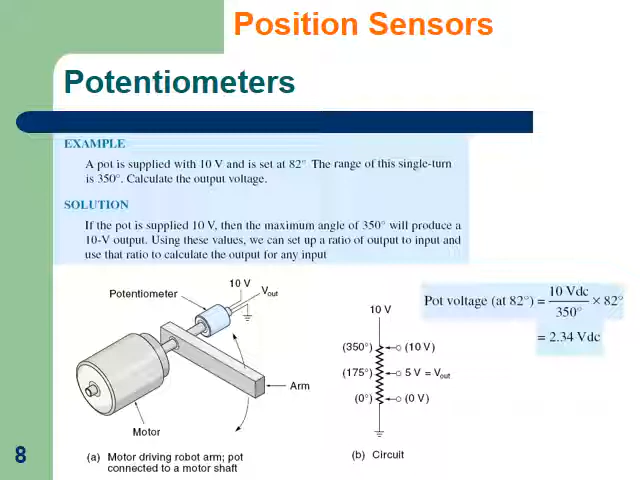 Position Sensors
Potentiometers
EXAMPLE
A pot is supplied with 10 V and is set at 82° The range of this single-turn
is 350°. Calculate the output voltage.
SOLUTION
If the pot is supplied 10 V, then the maximum angle of 350° will produce a
10-V output. Using these values, we can set up a ratio of output to input and
use that ratio to calculate the output for any input
10 V
Potentiometer
Vout
Arm
Motor
(a) Motor driving robot arm; pot
connected to a motor shaft
10 V
(350°) (10 V)
(175°) 5 V = Vout
(0°) (0 V)
(b) Circuit
Pot voltage (at 82°) = 10 Vdc / 350° × 82°
= 2.34 Vdc
8